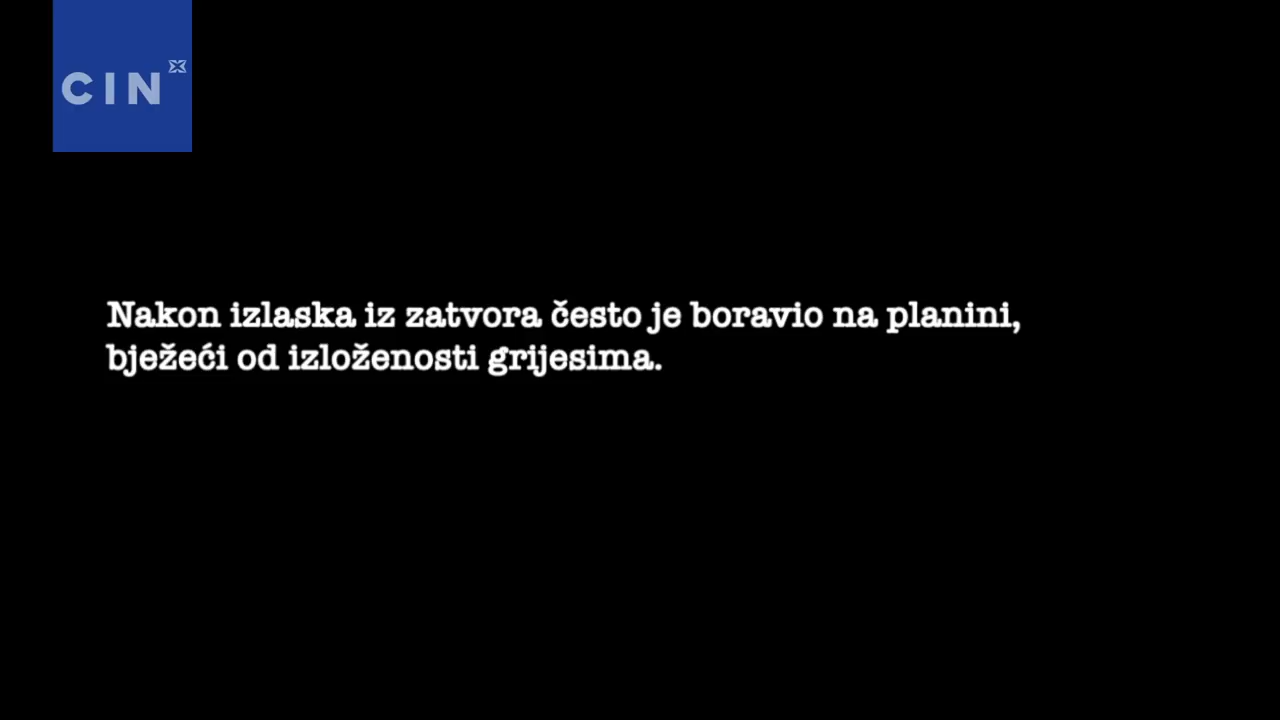 CIN
Nakon izlaska iz zatvora često je boravio na planini,
bježeći od izloženosti grijesima.